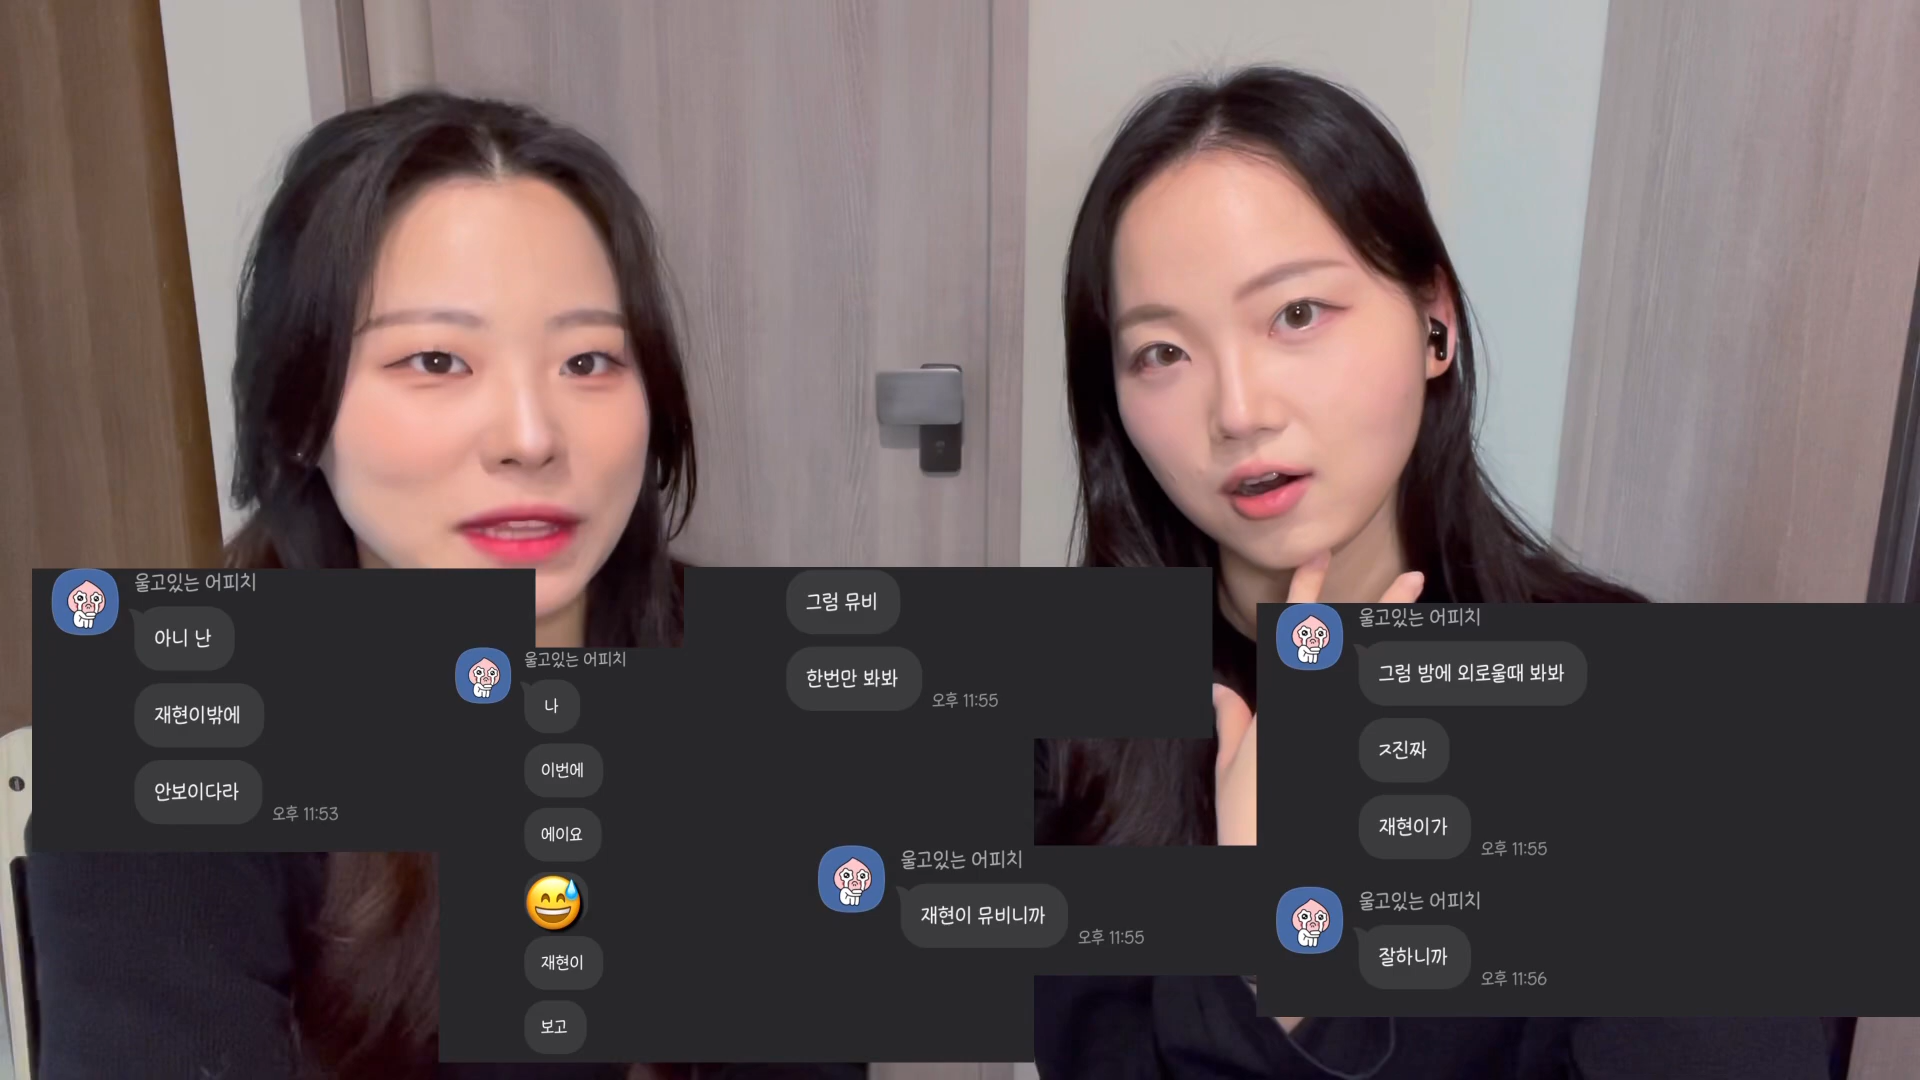 울고있는 어피치
아니 난
재현이밖에
안보이다라
오후 11:53
울고있는 어피치
나
이번에
에이요
재현이
보고
그럼 뮤비
한번만 봐봐
오후 11:55
울고있는 어피치
재현이 뮤비니까
오후 11:55
울고있는 어피치
그럼 밤에 외로울때 봐봐
ㅈ진짜
재현이가
오후 11:55
울고있는 어피치
잘하니까
오후 11:56